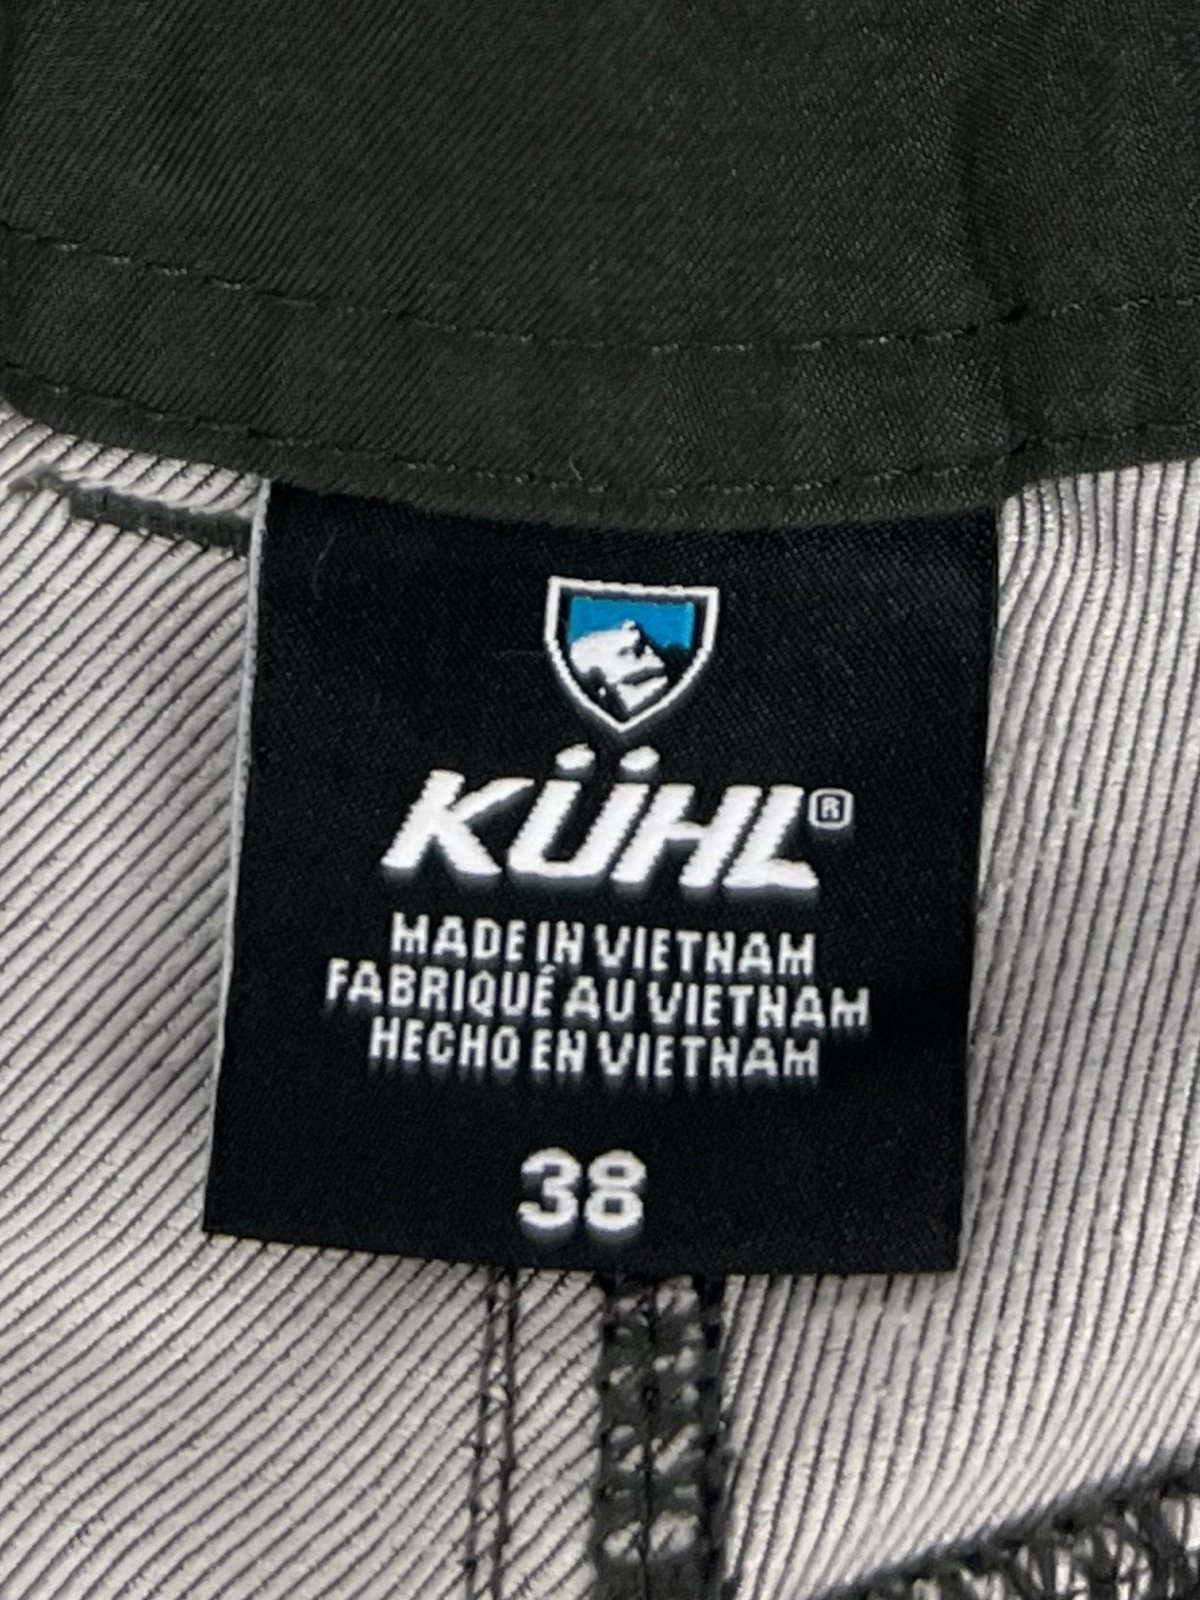 KÜHL®
MADE IN VIETNAM
FABRIQUÉ AU VIETNAM
HECHO EN VIETNAM
38